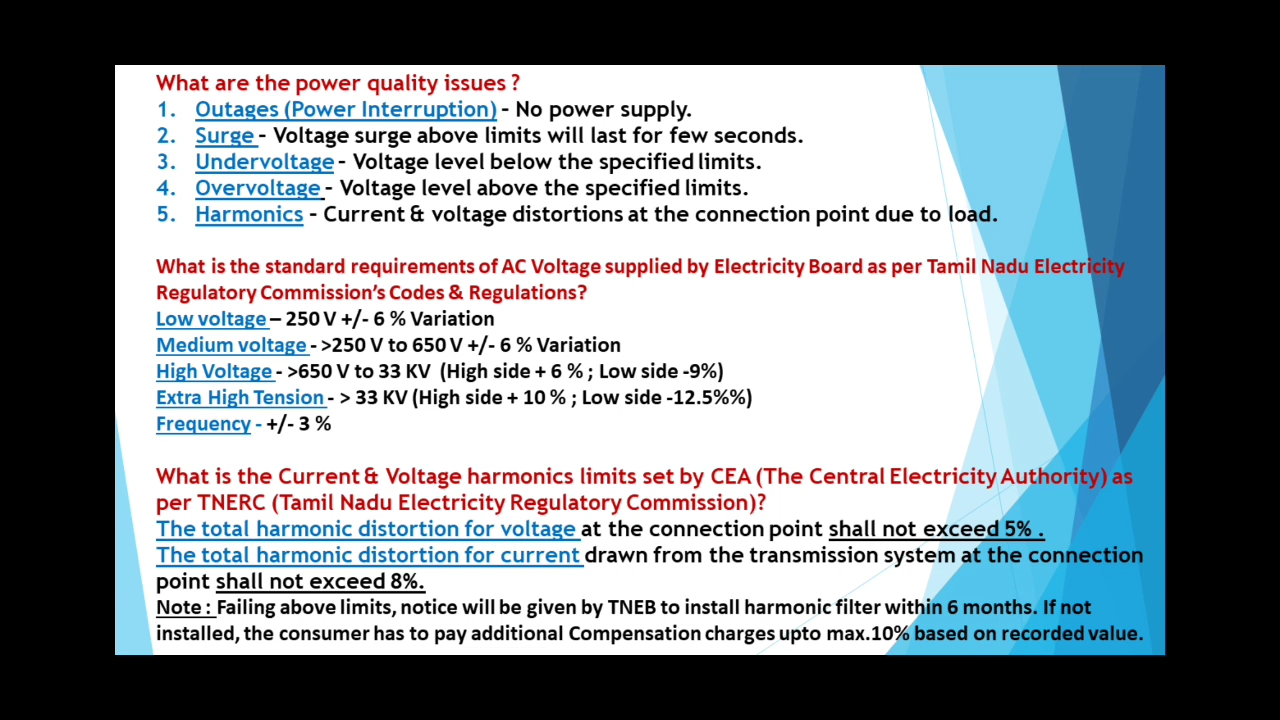 What are the power quality issues ?
1. Outages (Power Interruption) - No power supply.
2. Surge - Voltage surge above limits will last for few seconds.
3. Undervoltage - Voltage level below the specified limits.
4. Overvoltage - Voltage level above the specified limits.
5. Harmonics - Current & voltage distortions at the connection point due to load.
What is the standard requirements of AC Voltage supplied by Electricity Board as per Tamil Nadu Electricity
Regulatory Commission’s Codes & Regulations?
Low voltage – 250 V +/- 6 % Variation
Medium voltage - >250 V to 650 V +/- 6 % Variation
High Voltage - >650 V to 33 KV (High side + 6 % ; Low side -9%)
Extra High Tension - > 33 KV (High side + 10 % ; Low side -12.5%%)
Frequency - +/- 3 %
What is the Current & Voltage harmonics limits set by CEA (The Central Electricity Authority) as
per TNERC (Tamil Nadu Electricity Regulatory Commission)?
The total harmonic distortion for voltage at the connection point shall not exceed 5% .
The total harmonic distortion for current drawn from the transmission system at the connection
point shall not exceed 8%.
Note : Failing above limits, notice will be given by TNEB to install harmonic filter within 6 months. If not
installed, the consumer has to pay additional Compensation charges upto max.10% based on recorded value.